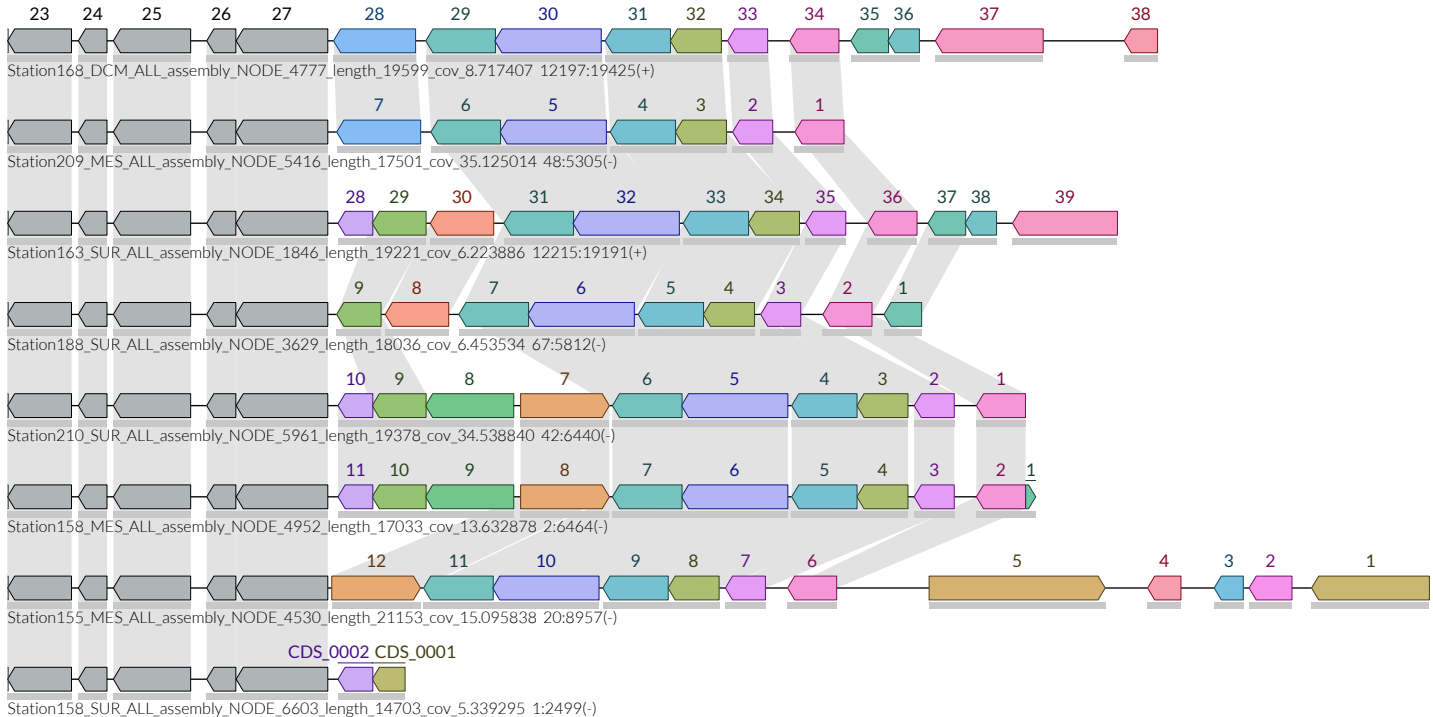 23 24 25 26 27 28 29 30 31 32 33 34 35 36 37 38
Station168_DCM_ALL_assembly_NODE_4777_length_19599_cov_8.717407 12197:19425(+)
7 6 5 4 3 2 1
Station209_MES_ALL_assembly_NODE_5416_length_17501_cov_35.125014 48:5305(-)
28 29 30 31 32 33 34 35 36 37 38 39
Station163_SUR_ALL_assembly_NODE_1846_length_19221_cov_6.223886 12215:19191(+)
9 8 7 6 5 4 3 2 1
Station188_SUR_ALL_assembly_NODE_3629_length_18036_cov_6.453534 67:5812(-)
10 9 8 7 6 5 4 3 2 1
Station210_SUR_ALL_assembly_NODE_5961_length_19378_cov_34.538840 42:6440(-)
11 10 9 8 7 6 5 4 3 2 1
Station158_MES_ALL_assembly_NODE_4952_length_17033_cov_13.632878 2:6464(-)
12 11 10 9 8 7 6 5 4 3 2 1
Station155_MES_ALL_assembly_NODE_4530_length_21153_cov_15.095838 20:8957(-)
CDS_0002 CDS_0001
Station158_SUR_ALL_assembly_NODE_6603_length_14703_cov_5.339295 1:2499(-)